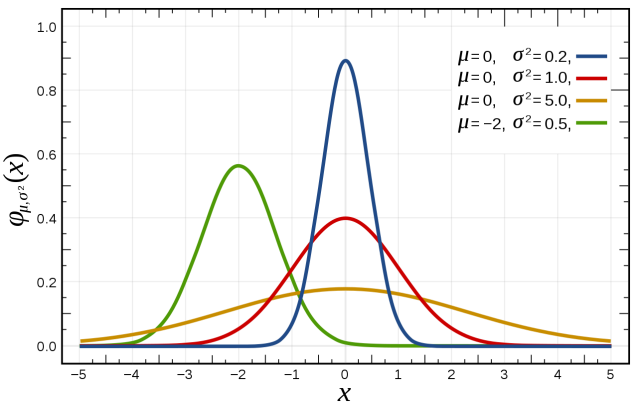 1.0
0.8
0.6
0.4
0.2
0.0
φμ,σ²(x)
μ=0, σ²=0.2,
μ=0, σ²=1.0,
μ=0, σ²=5.0,
μ=−2, σ²=0.5,
−5 −4 −3 −2 −1 0 1 2 3 4 5
x